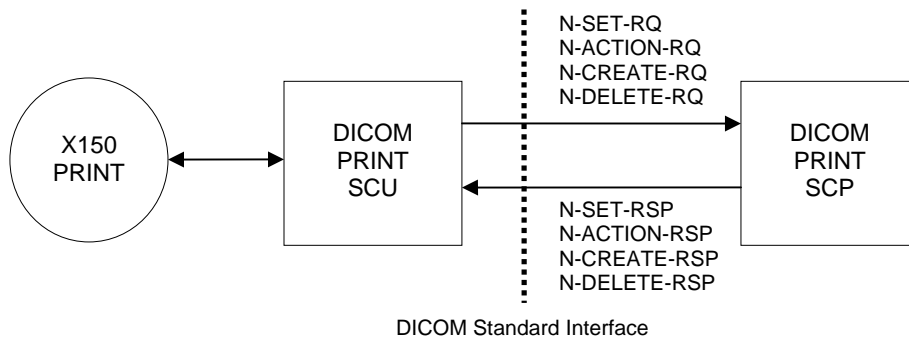 N-SET-RQ
N-ACTION-RQ
N-CREATE-RQ
N-DELETE-RQ
X150
PRINT
DICOM
PRINT
SCU
DICOM
PRINT
SCP
N-SET-RSP
N-ACTION-RSP
N-CREATE-RSP
N-DELETE-RSP
DICOM Standard Interface